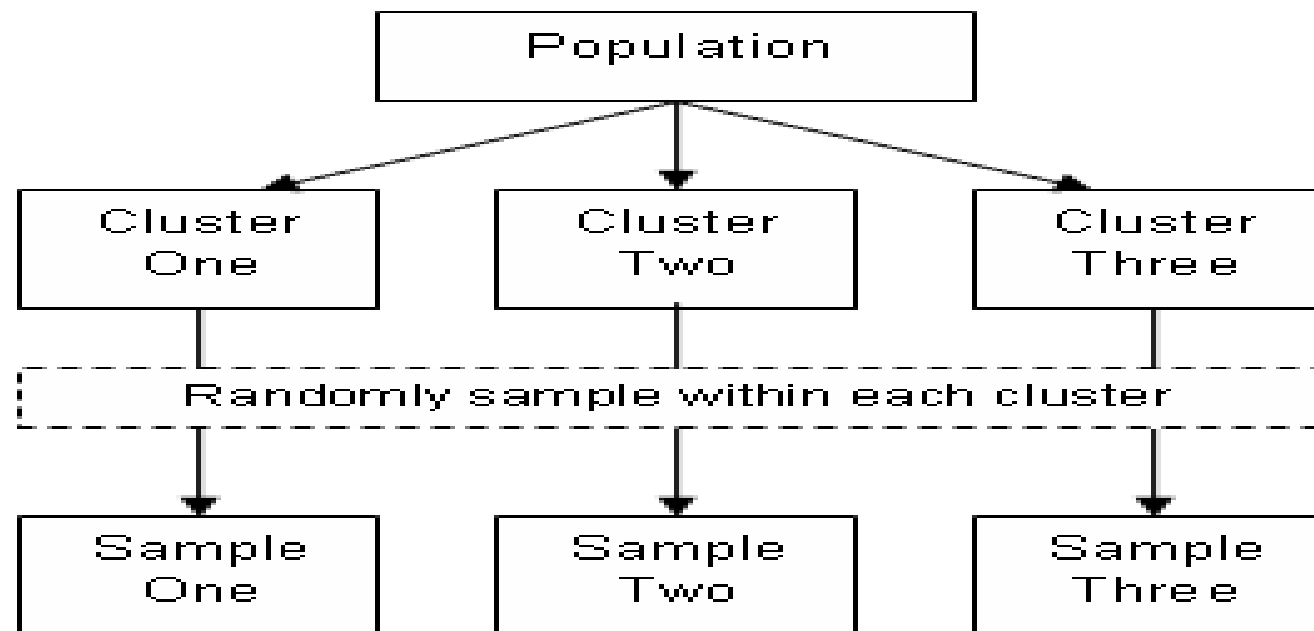 Population
Cluster
One
Cluster
Two
Cluster
Three
Randomly sample within each cluster
Sample
One
Sample
Two
Sample
Three